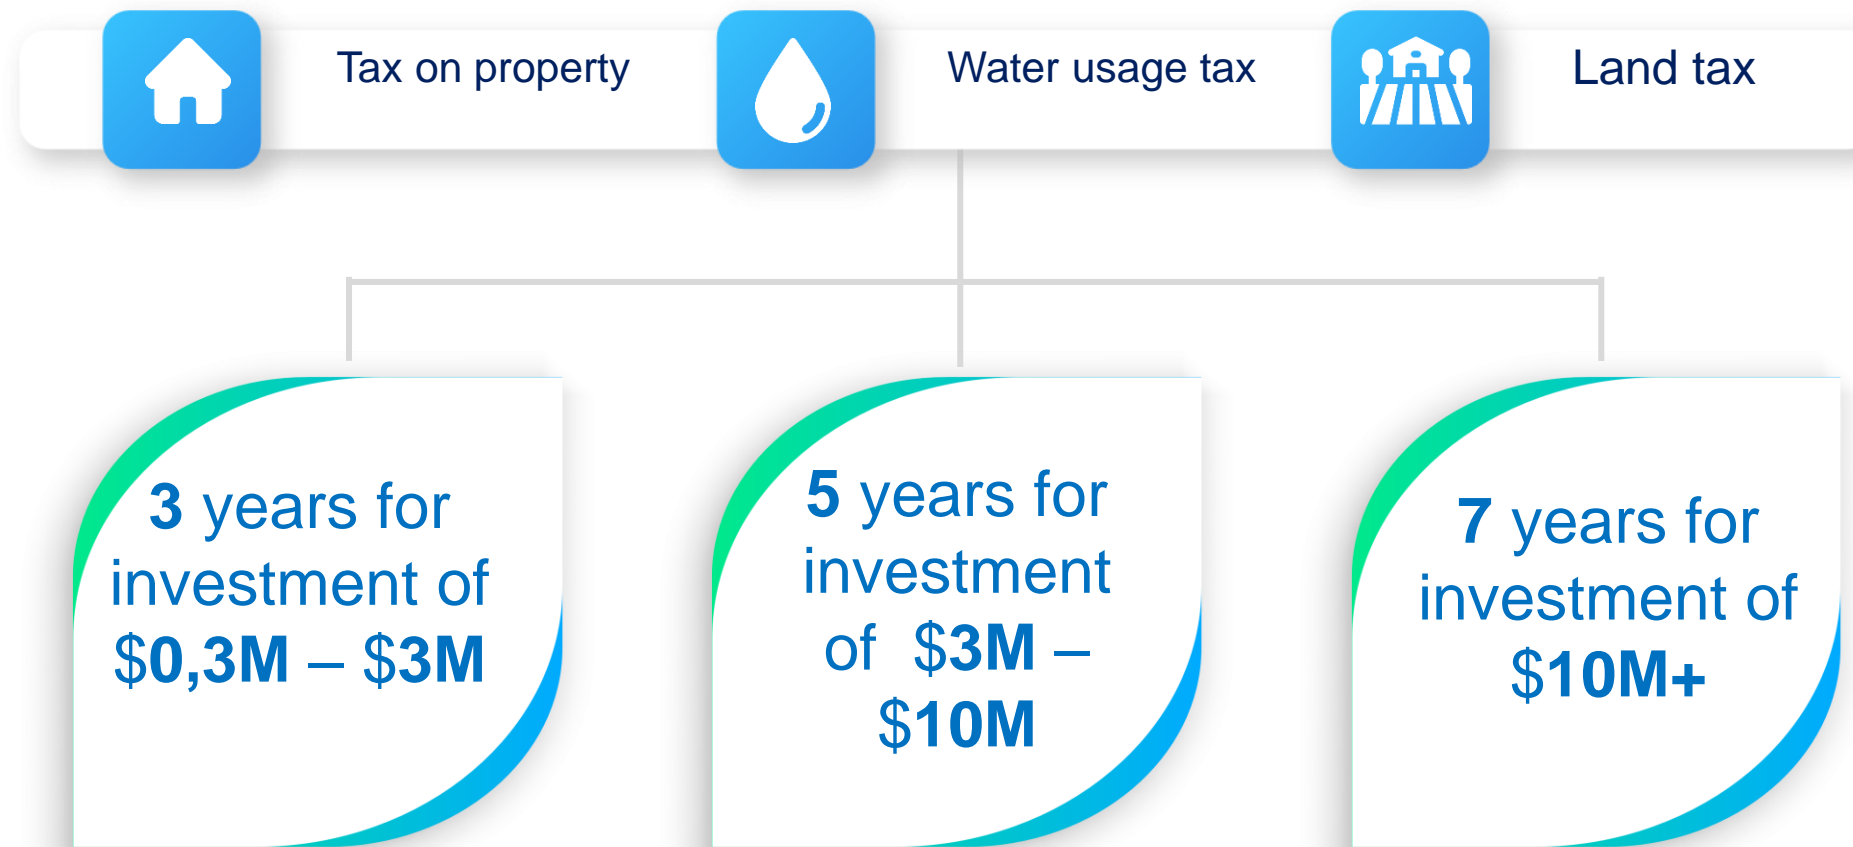 Tax on property
Water usage tax
Land tax
3 years for
investment of
$0,3M – $3M
5 years for
investment
of $3M –
$10M
7 years for
investment of
$10M+